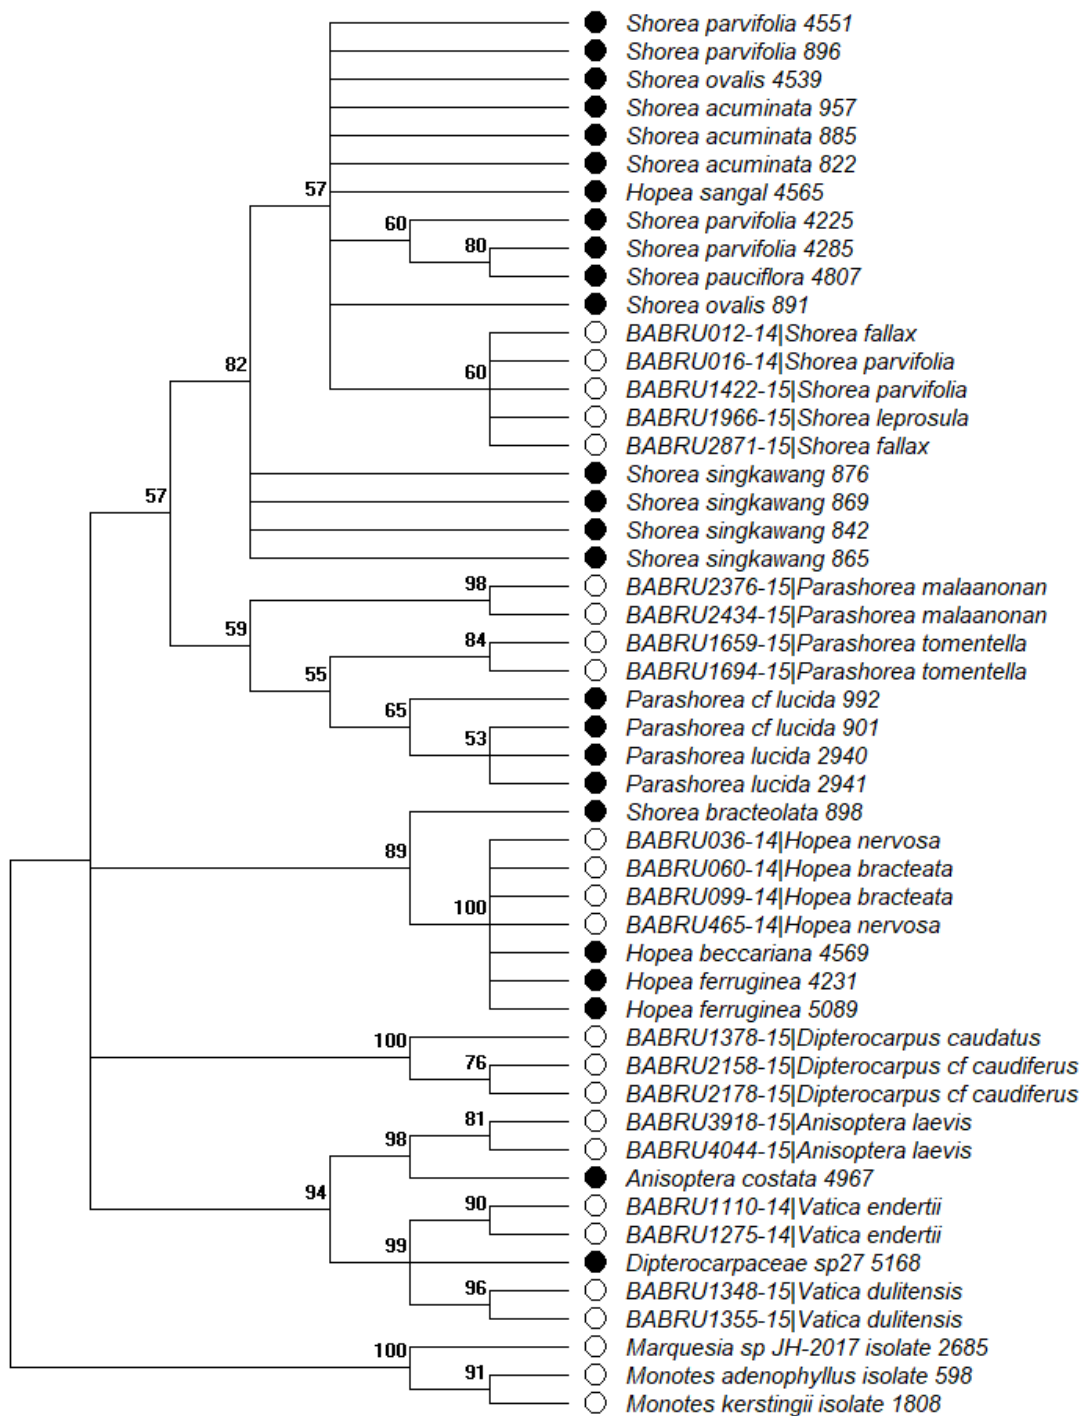 Shorea parvifolia 4551
Shorea parvifolia 896
Shorea ovalis 4539
Shorea acuminata 957
Shorea acuminata 885
Shorea acuminata 822
57
Hopea sangal 4565
60
Shorea parvifolia 4225
80
Shorea parvifolia 4285
Shorea pauciflora 4807
Shorea ovalis 891
BABRU012-14|Shorea fallax
82
BABRU016-14|Shorea parvifolia
60
BABRU1422-15|Shorea parvifolia
BABRU1966-15|Shorea leprosula
BABRU2871-15|Shorea fallax
Shorea singkawang 876
57
Shorea singkawang 869
Shorea singkawang 842
Shorea singkawang 865
98
BABRU2376-15|Parashorea malaanonan
BABRU2434-15|Parashorea malaanonan
59
84
BABRU1659-15|Parashorea tomentella
55
BABRU1694-15|Parashorea tomentella
65
Parashorea cf lucida 992
Parashorea cf lucida 901
53
Parashorea lucida 2940
Parashorea lucida 2941
Shorea bracteolata 898
BABRU036-14|Hopea nervosa
89
BABRU060-14|Hopea bracteata
BABRU099-14|Hopea bracteata
100
BABRU465-14|Hopea nervosa
Hopea beccariana 4569
Hopea ferruginea 4231
Hopea ferruginea 5089
100
BABRU1378-15|Dipterocarpus caudatus
76
BABRU2158-15|Dipterocarpus cf caudiferus
BABRU2178-15|Dipterocarpus cf caudiferus
81
BABRU3918-15|Anisoptera laevis
98
BABRU4044-15|Anisoptera laevis
Anisoptera costata 4967
94
90
BABRU1110-14|Vatica endertii
BABRU1275-14|Vatica endertii
99
Dipterocarpaceae sp27 5168
96
BABRU1348-15|Vatica dulitensis
BABRU1355-15|Vatica dulitensis
100
Marquesia sp JH-2017 isolate 2685
91
Monotes adenophyllus isolate 598
Monotes kerstingii isolate 1808